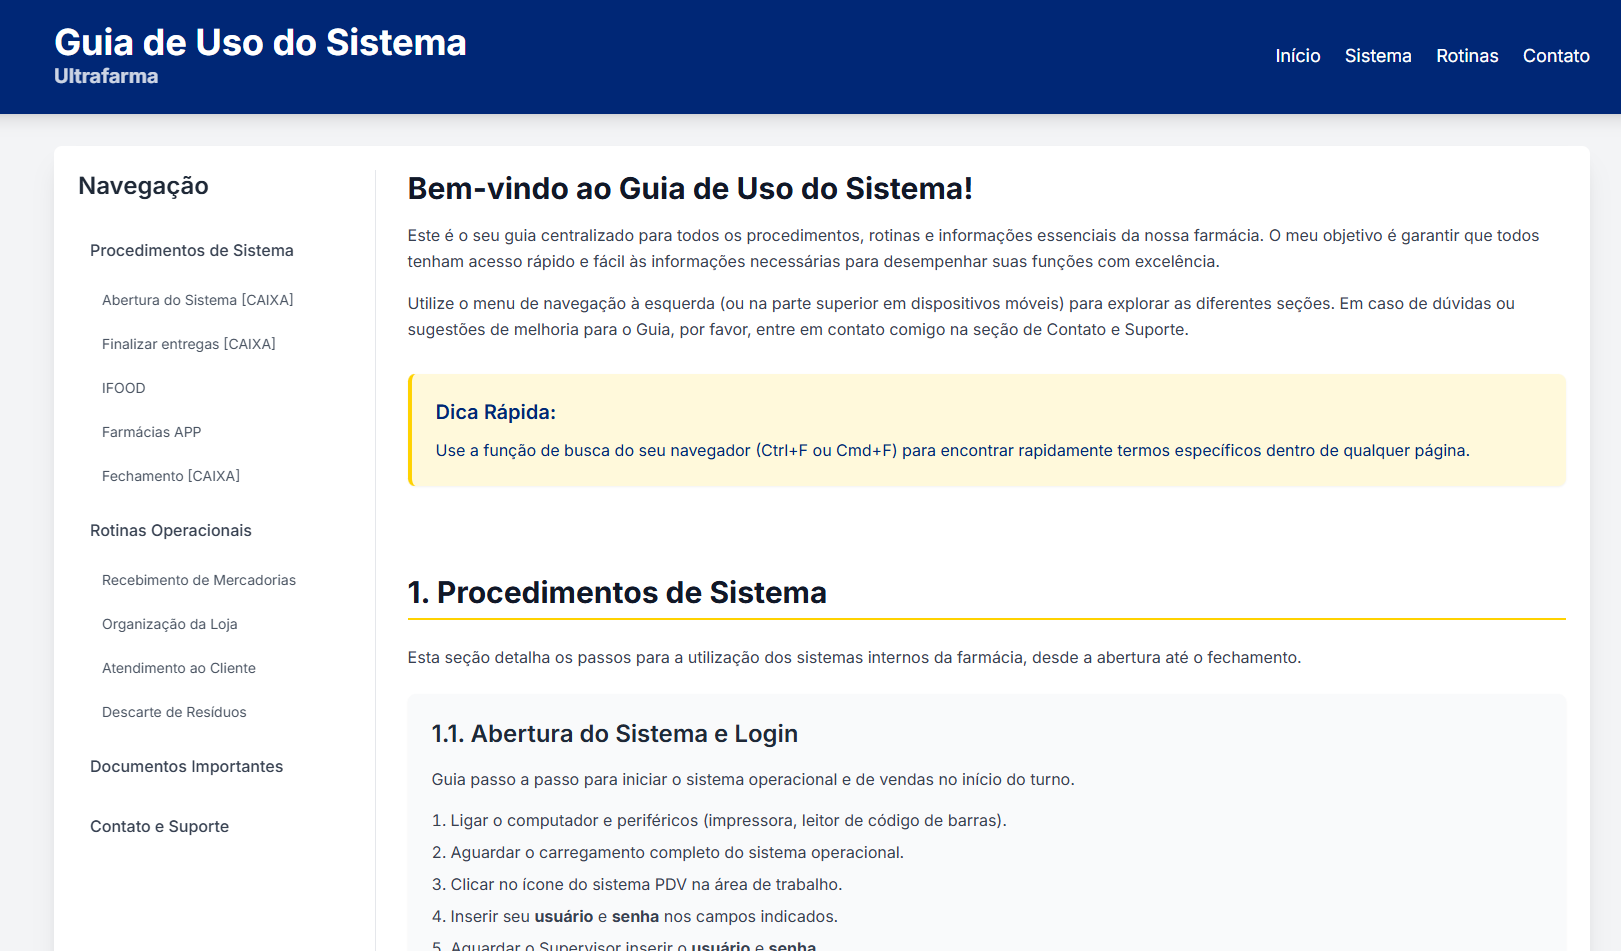 Guia de Uso do Sistema
Ultrafarma
Início Sistema Rotinas Contato
Navegação
Procedimentos de Sistema
Abertura do Sistema [CAIXA]
Finalizar entregas [CAIXA]
IFOOD
Farmácias APP
Fechamento [CAIXA]
Rotinas Operacionais
Recebimento de Mercadorias
Organização da Loja
Atendimento ao Cliente
Descarte de Resíduos
Documentos Importantes
Contato e Suporte
Bem-vindo ao Guia de Uso do Sistema!
Este é o seu guia centralizado para todos os procedimentos, rotinas e informações essenciais da nossa farmácia. O meu objetivo é garantir que todos
tenham acesso rápido e fácil às informações necessárias para desempenhar suas funções com excelência.
Utilize o menu de navegação à esquerda (ou na parte superior em dispositivos móveis) para explorar as diferentes seções. Em caso de dúvidas ou
sugestões de melhoria para o Guia, por favor, entre em contato comigo na seção de Contato e Suporte.
Dica Rápida:
Use a função de busca do seu navegador (Ctrl+F ou Cmd+F) para encontrar rapidamente termos específicos dentro de qualquer página.
1. Procedimentos de Sistema
Esta seção detalha os passos para a utilização dos sistemas internos da farmácia, desde a abertura até o fechamento.
1.1. Abertura do Sistema e Login
Guia passo a passo para iniciar o sistema operacional e de vendas no início do turno.
1. Ligar o computador e periféricos (impressora, leitor de código de barras).
2. Aguardar o carregamento completo do sistema operacional.
3. Clicar no ícone do sistema PDV na área de trabalho.
4. Inserir seu usuário e senha nos campos indicados.
5. Aguardar o Supervisor inserir o usuário e senha.